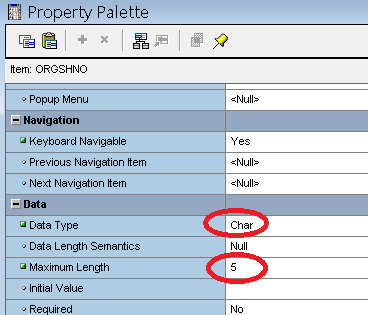 Property Palette
Item: ORGSHNO
Popup Menu <Null>
Navigation
Keyboard Navigable Yes
Previous Navigation Item <Null>
Next Navigation Item <Null>
Data
Data Type Char
Data Length Semantics Null
Maximum Length 5
Initial Value
Required No